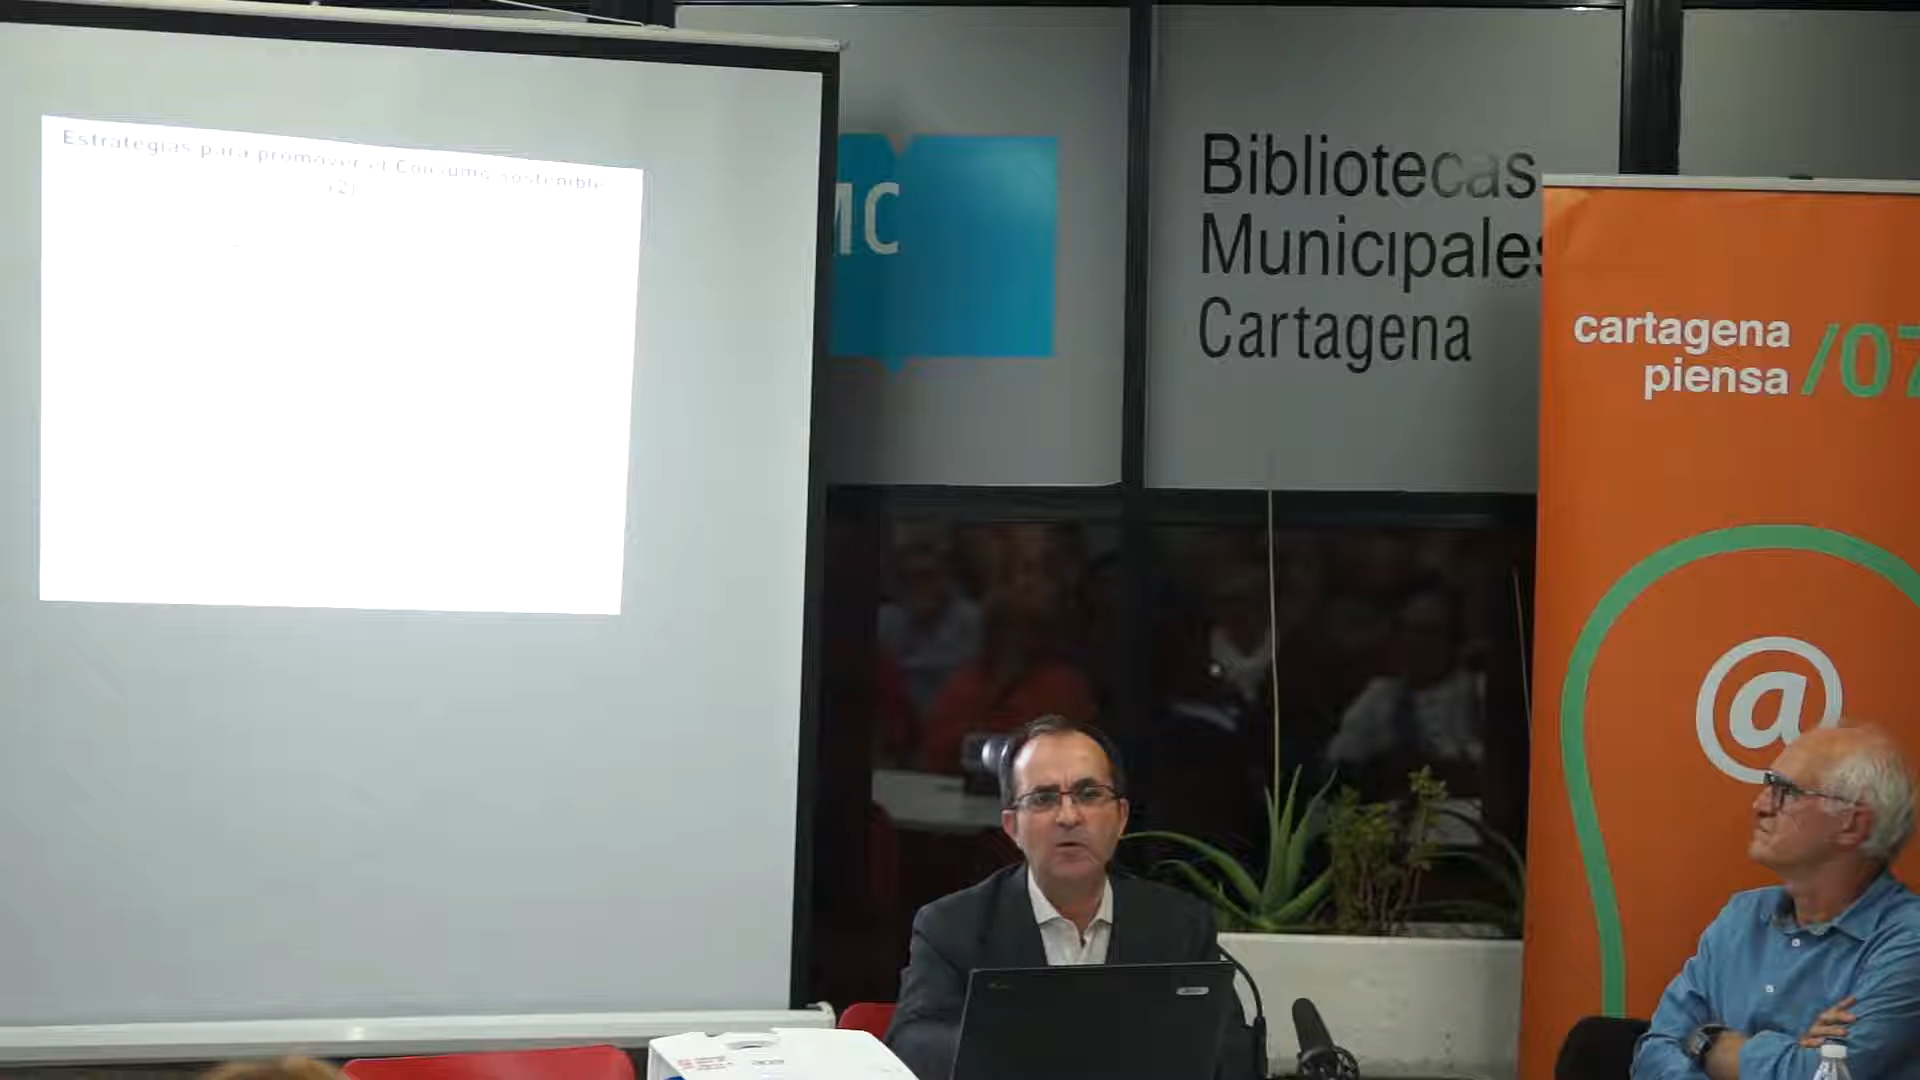 Estrategias para promover el Consumo sostenible
(2)
MC
Bibliotecas
Municipales
Cartagena
cartagena
piensa
/07
@